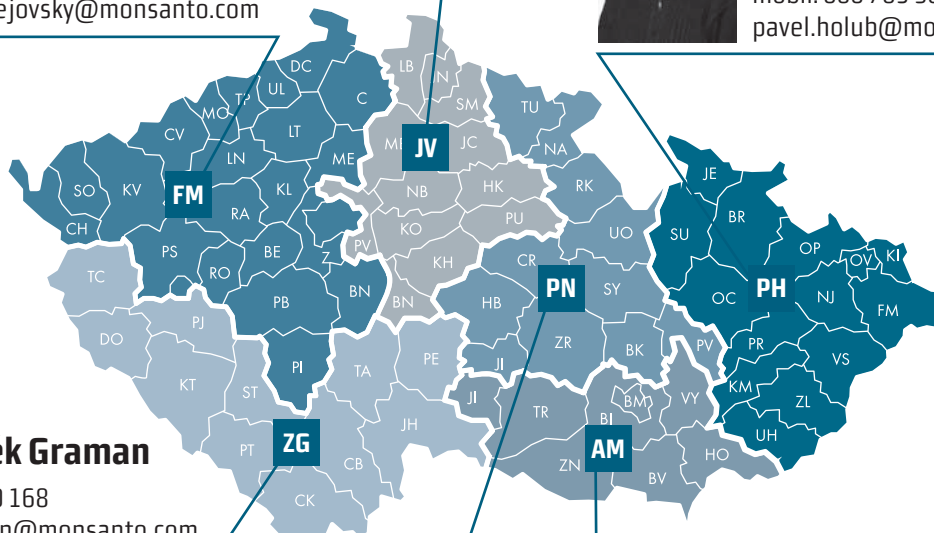 ejovsky@monsanto.com
pavel.holub@mo
DC
LB
N
UL
C
TP
SM
MO
TU
CV
LT
JC
JV
NA
LN
ME
JE
SO
KV
FM
KL
NB
HK
RK
RA
BR
CH
KO
PU
SU
UO
PS
BE
Z
PV
OP
OV
KI
RO
KH
CR
TC
BN
PN
SY
OC
PH
NJ
PB
BN
HB
FM
PJ
DO
ZR
BK
PV
PR
VS
PI
TA
PE
JI
KT
ST
KM
ZL
JI
TR
BM
VY
BI
JH
UH
ek Graman
PT
ZG
AM
HO
CB
ZN
BV
168
CK
n@monsanto.com